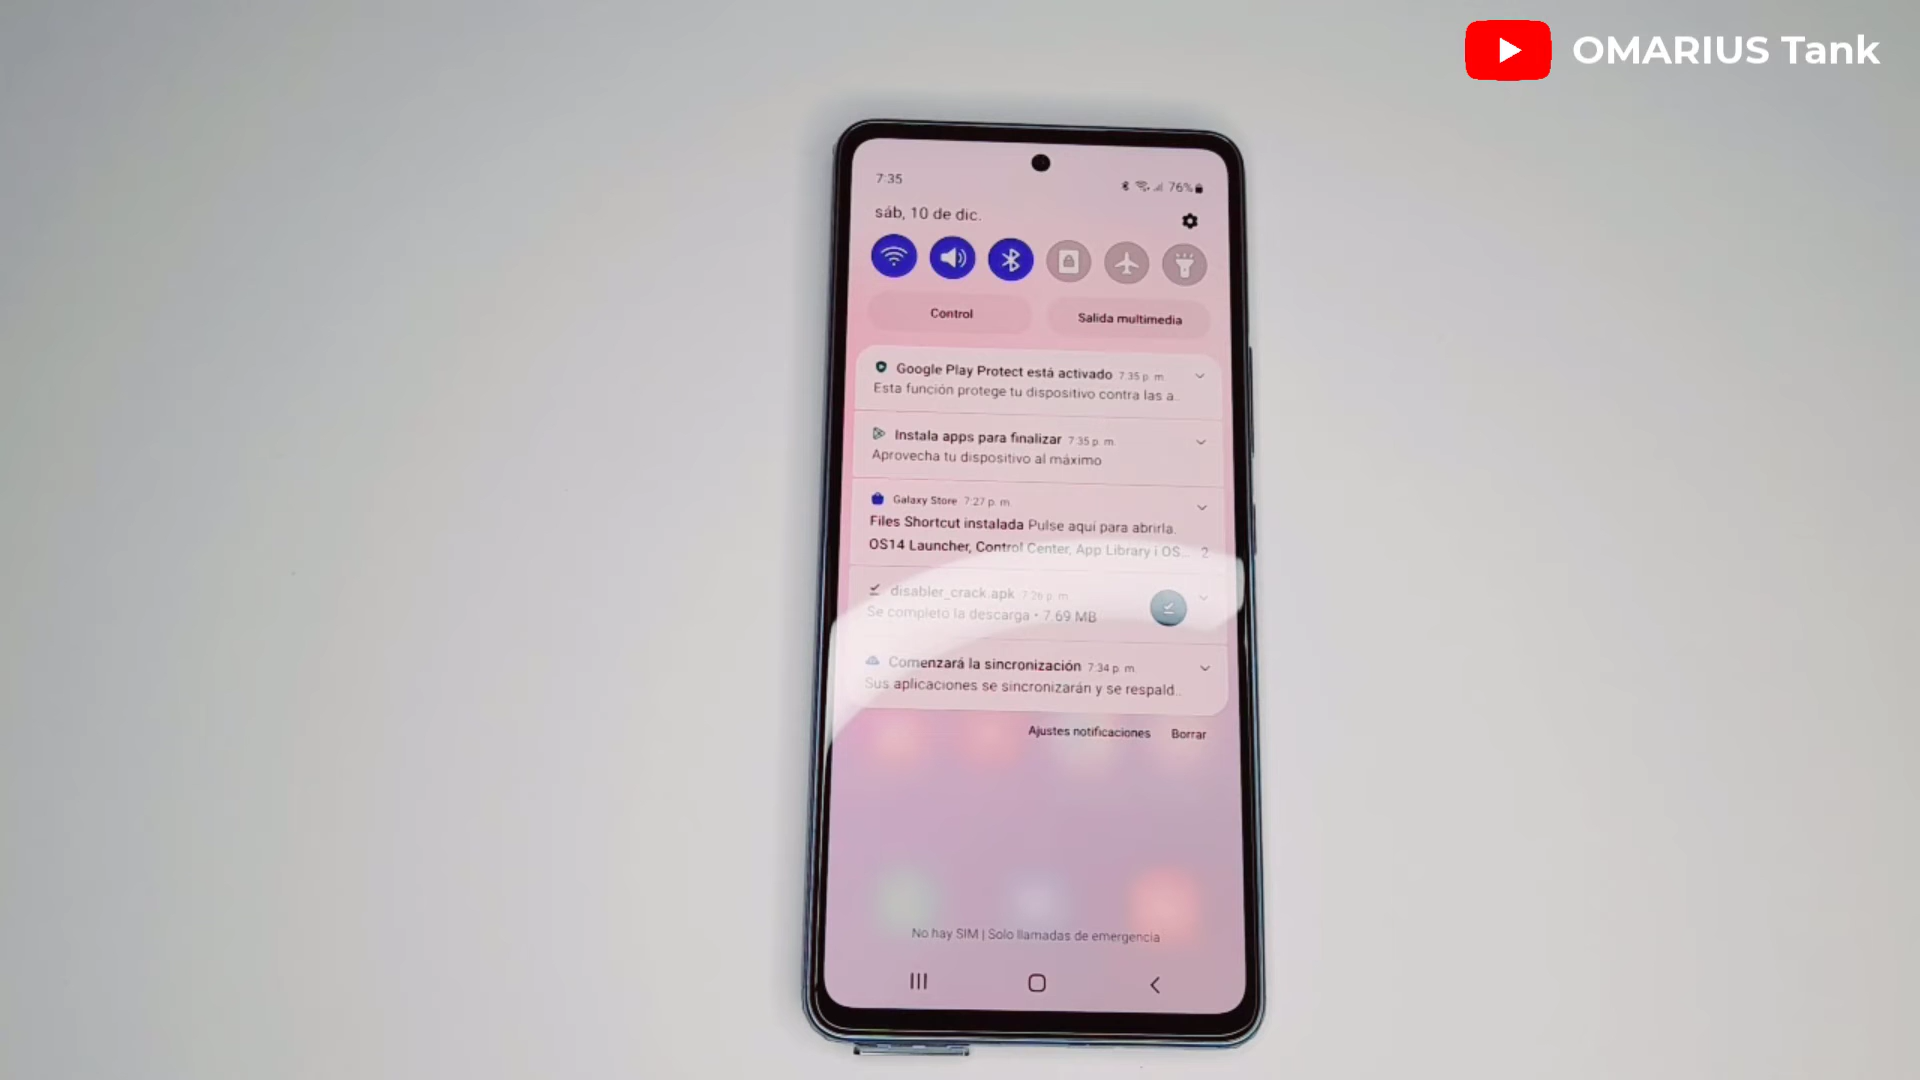 OMARIUS Tank
7:35
76%
sáb, 10 de dic.
Control
Salida multimedia
Google Play Protect está activado 7:35 p. m.
Esta función protege tu dispositivo contra las a..
Instala apps para finalizar 7:35 p. m.
Aprovecha tu dispositivo al máximo
Galaxy Store 7:27 p. m.
Files Shortcut instalada Pulse aquí para abrirla.
OS14 Launcher, Control Center, App Library i OS... 2
disabler_crack.apk 7:26 p. m.
Se completó la descarga • 7.69 MB
Comenzará la sincronización 7:34 p. m.
Sus aplicaciones se sincronizarán y se respald..
Ajustes notificaciones
Borrar
No hay SIM | Solo llamadas de emergencia